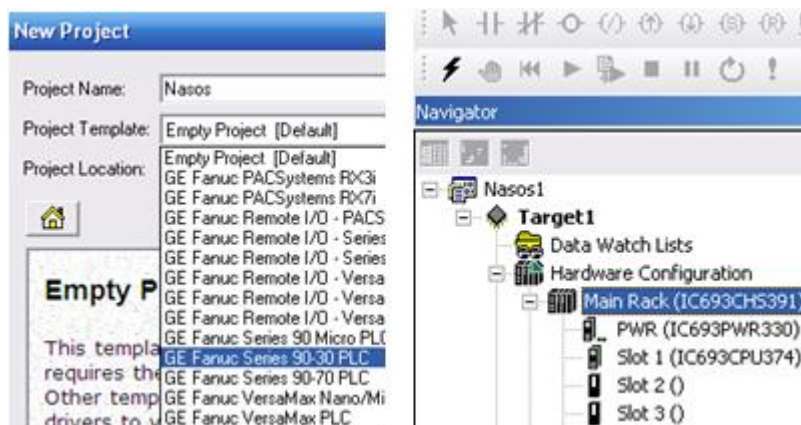 New Project
Project Name: Nasos
Project Template: Empty Project [Default]
Project Location:
Empty Project [Default]
GE Fanuc PACSystems RX3i
GE Fanuc PACSystems RX7i
GE Fanuc Remote I/O - PACS
GE Fanuc Remote I/O - Series
GE Fanuc Remote I/O - Series
GE Fanuc Remote I/O - Versa
GE Fanuc Remote I/O - Versa
GE Fanuc Remote I/O - Versa
GE Fanuc Series 90 Micro PLC
GE Fanuc Series 90-30 PLC
GE Fanuc Series 90-70 PLC
GE Fanuc VersaMax Nano/Mi
GE Fanuc VersaMax PLC
Empty P
This templa
requires the
Other temp
drivers to
Navigator
Nasos1
Target1
Data Watch Lists
Hardware Configuration
Main Rack (IC693CHS391)
PWR (IC693PWR330)
Slot 1 (IC693CPU374)
Slot 2 ()
Slot 3 ()